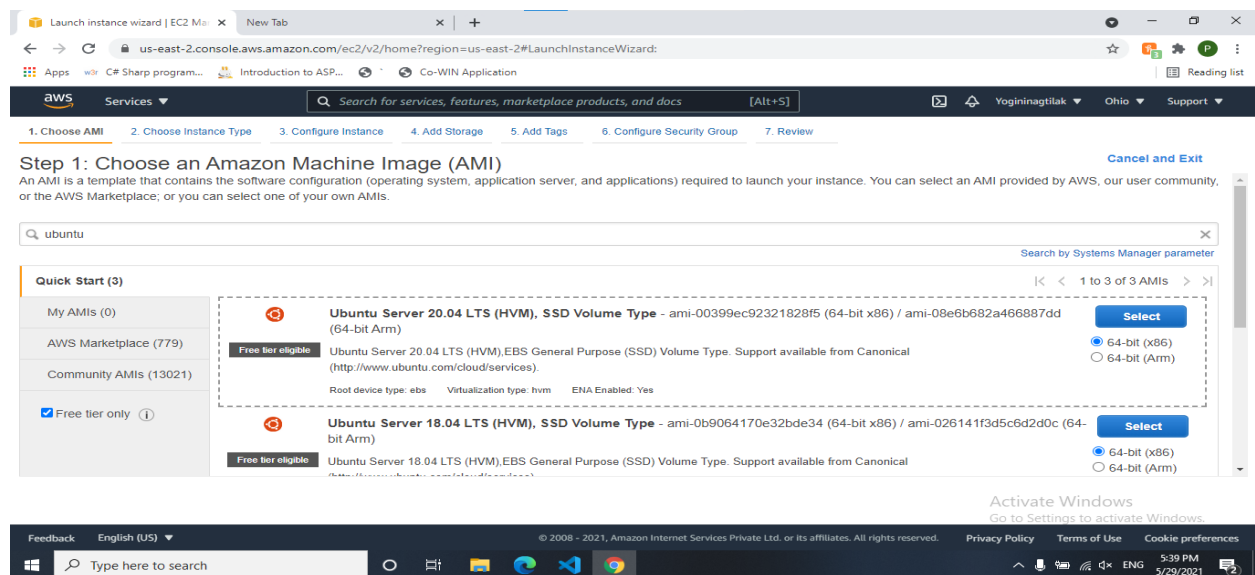 Launch instance wizard | EC2 Ma
New Tab
us-east-2.console.aws.amazon.com/ec2/v2/home?region=us-east-2#LaunchInstanceWizard:
P
Apps
w3r C# Sharp program...
Introduction to ASP...
Co-WIN Application
Reading list
aws
Services
Search for services, features, marketplace products, and docs
[Alt+S]
Yogininagtilak
Ohio
Support
1. Choose AMI
2. Choose Instance Type
3. Configure Instance
4. Add Storage
5. Add Tags
6. Configure Security Group
7. Review
Step 1: Choose an Amazon Machine Image (AMI)
Cancel and Exit
An AMI is a template that contains the software configuration (operating system, application server, and applications) required to launch your instance. You can select an AMI provided by AWS, our user community,
or the AWS Marketplace; or you can select one of your own AMIs.
ubuntu
Search by Systems Manager parameter
Quick Start (3)
1 to 3 of 3 AMIs
My AMIs (0)
AWS Marketplace (779)
Community AMIs (13021)
Free tier only
Free tier eligible
Ubuntu Server 20.04 LTS (HVM), SSD Volume Type - ami-00399ec92321828f5 (64-bit x86) / ami-08e6b682a466887dd
(64-bit Arm)
Ubuntu Server 20.04 LTS (HVM),EBS General Purpose (SSD) Volume Type. Support available from Canonical
(http://www.ubuntu.com/cloud/services).
Root device type: ebs
Virtualization type: hvm
ENA Enabled: Yes
Select
64-bit (x86)
64-bit (Arm)
Free tier eligible
Ubuntu Server 18.04 LTS (HVM), SSD Volume Type - ami-0b9064170e32bde34 (64-bit x86) / ami-026141f3d5c6d2d0c (64-
bit Arm)
Ubuntu Server 18.04 LTS (HVM),EBS General Purpose (SSD) Volume Type. Support available from Canonical
Select
64-bit (x86)
64-bit (Arm)
Activate Windows
Go to Settings to activate Windows.
Feedback
English (US)
© 2008 - 2021, Amazon Internet Services Private Ltd. or its affiliates. All rights reserved.
Privacy Policy
Terms of Use
Cookie preferences
Type here to search
ENG
5:39 PM
5/29/2021
2